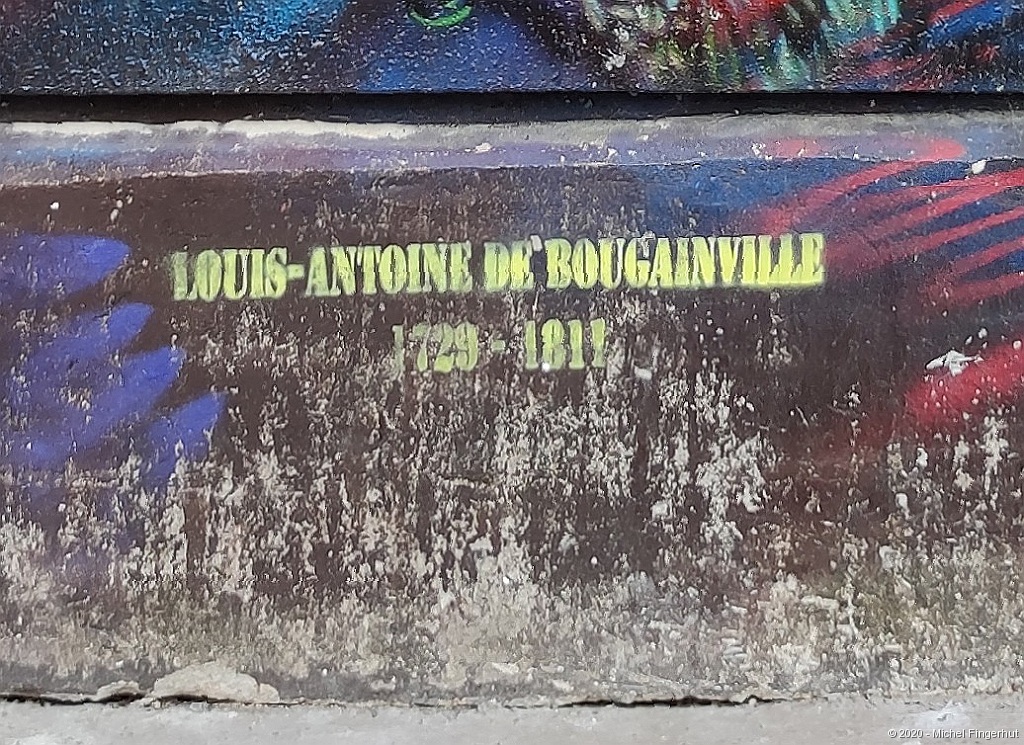 LOUIS-ANTOINE DE BOUGAINVILLE
1729 - 1811
© 2020 - Michel Fingerhut